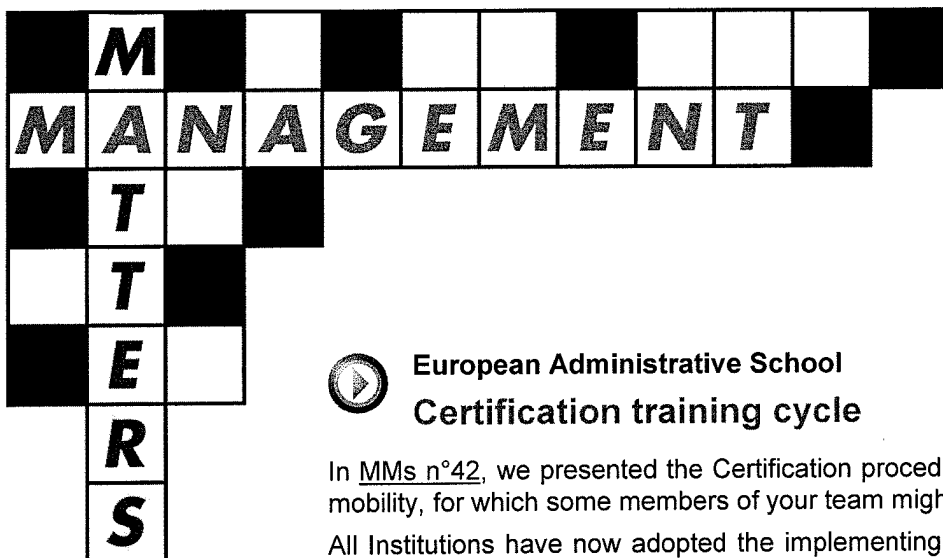 MATTERS
MANAGEMENT
European Administrative School
Certification training cycle
In MMs n°42, we presented the Certification proced
mobility, for which some members of your team migh
All Institutions have now adopted the implementing